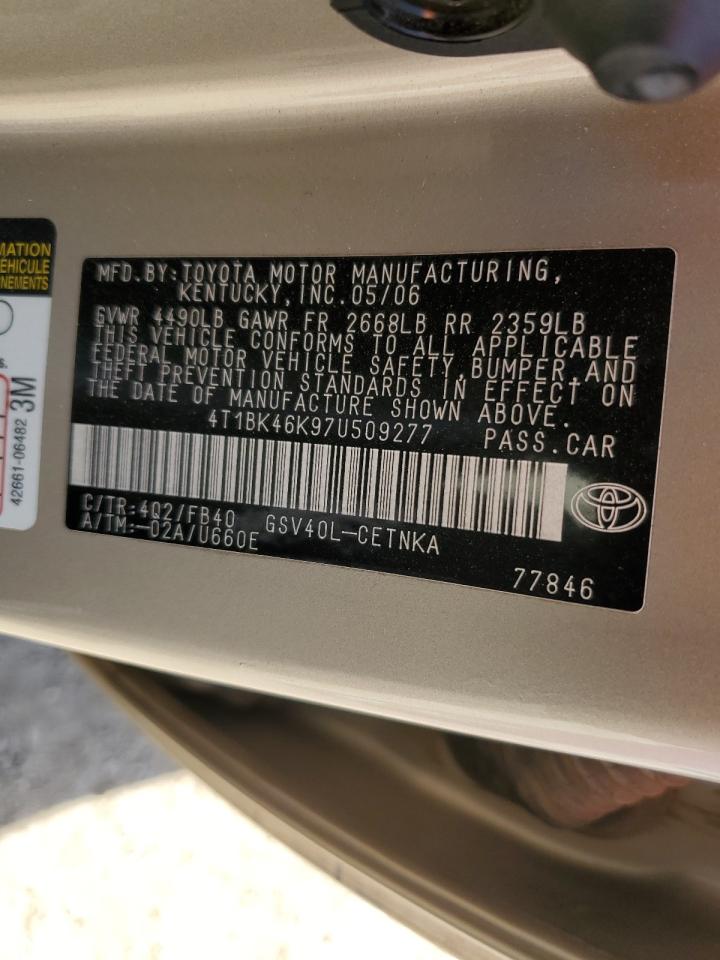 MATION
EHICULE
NEMENTS
S.
3M
42661-06482
MFD.BY:TOYOTA MOTOR MANUFACTURING,
KENTUCKY,INC.05/06
GVWR 4490LB GAWR FR 2668LB RR 2359LB
THIS VEHICLE CONFORMS TO ALL APPLICABLE
FEDERAL MOTOR VEHICLE SAFETY,BUMPER,AND
THEFT PREVENTION STANDARDS IN EFFECT ON
THE DATE OF MANUFACTURE SHOWN ABOVE.
4T1BK46K97U509277 PASS.CAR
C/TR:4Q2/FB40 GSV40L-CETNKA
A/TM:-02A/U660E
77846